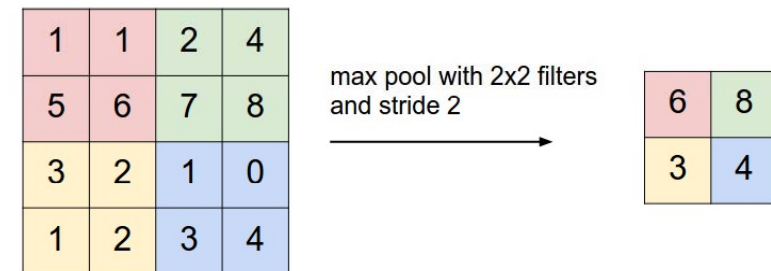 1 1 2 4
5 6 7 8
3 2 1 0
1 2 3 4
max pool with 2x2 filters
and stride 2
6 8
3 4